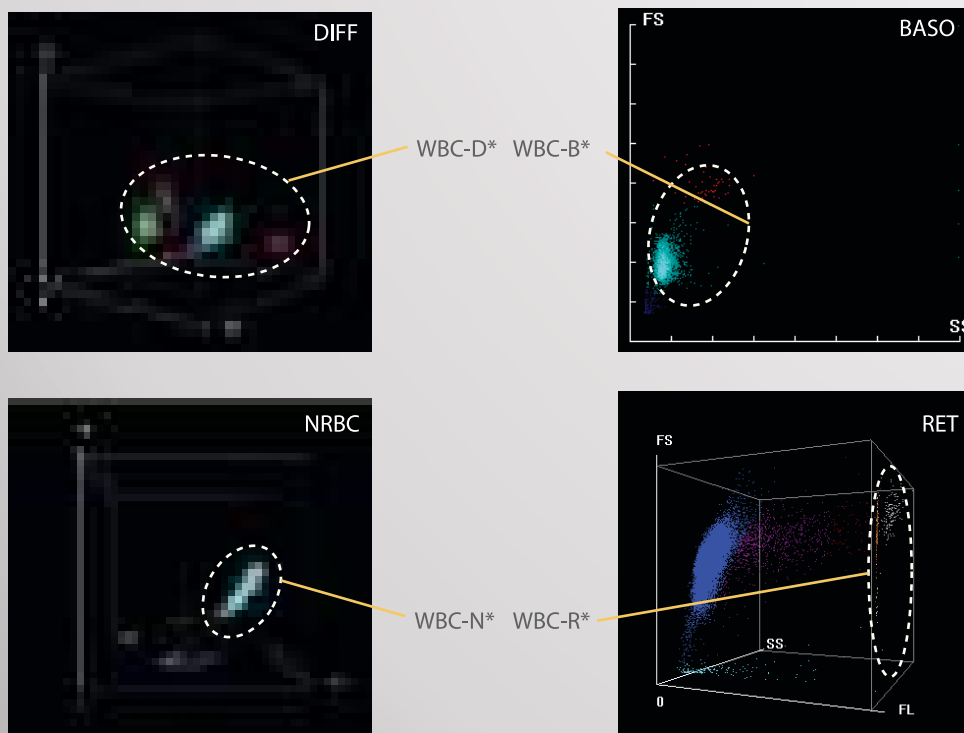 DIFF
FS
BASO
WBC-D* WBC-B*
SS
NRBC
RET
FS
WBC-N* WBC-R*
SS
0
FL